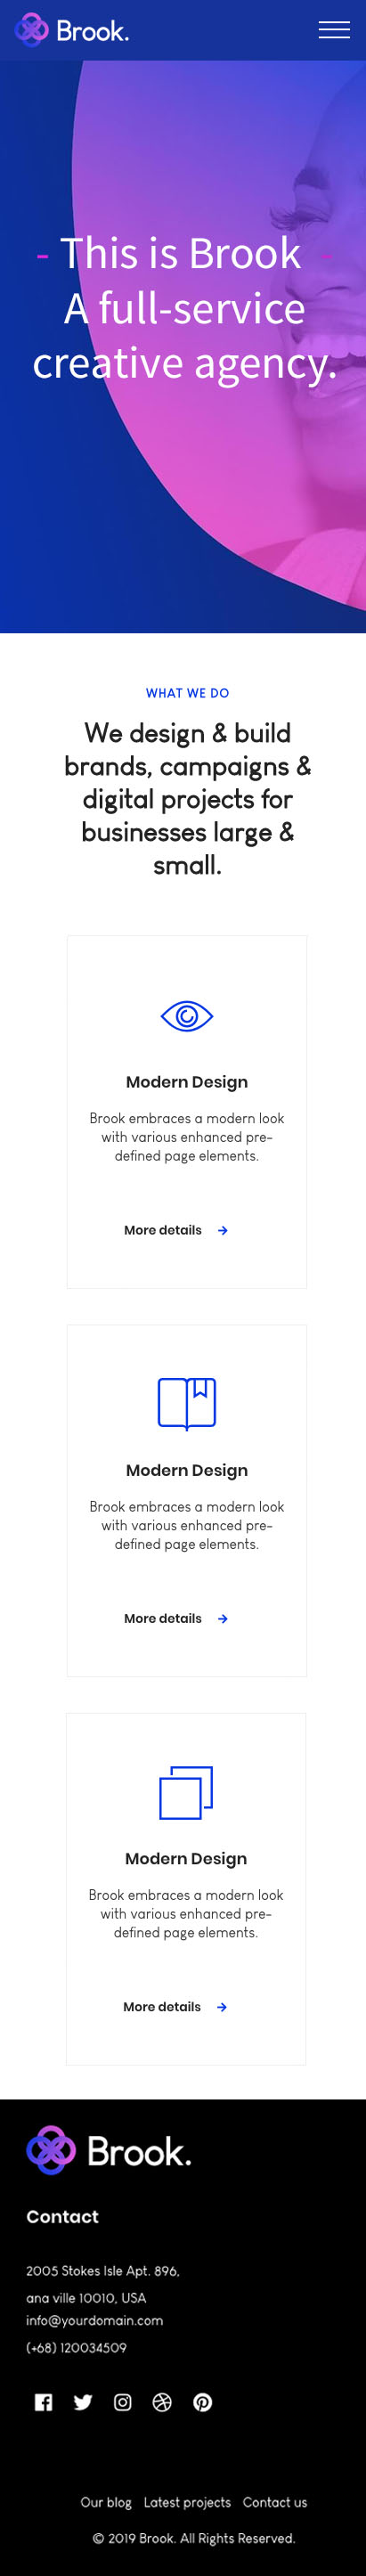 Brook.
- This is Brook -
A full-service
creative agency.
WHAT WE DO
We design & build
brands, campaigns &
digital projects for
businesses large &
small.
Modern Design
Brook embraces a modern look
with various enhanced pre-
defined page elements.
More details →
Modern Design
Brook embraces a modern look
with various enhanced pre-
defined page elements.
More details →
Modern Design
Brook embraces a modern look
with various enhanced pre-
defined page elements.
More details →
Brook.
Contact
2005 Stokes Isle Apt. 896,
ana ville 10010, USA
info@yourdomain.com
(+68) 120034509
Our blog Latest projects Contact us
© 2019 Brook. All Rights Reserved.